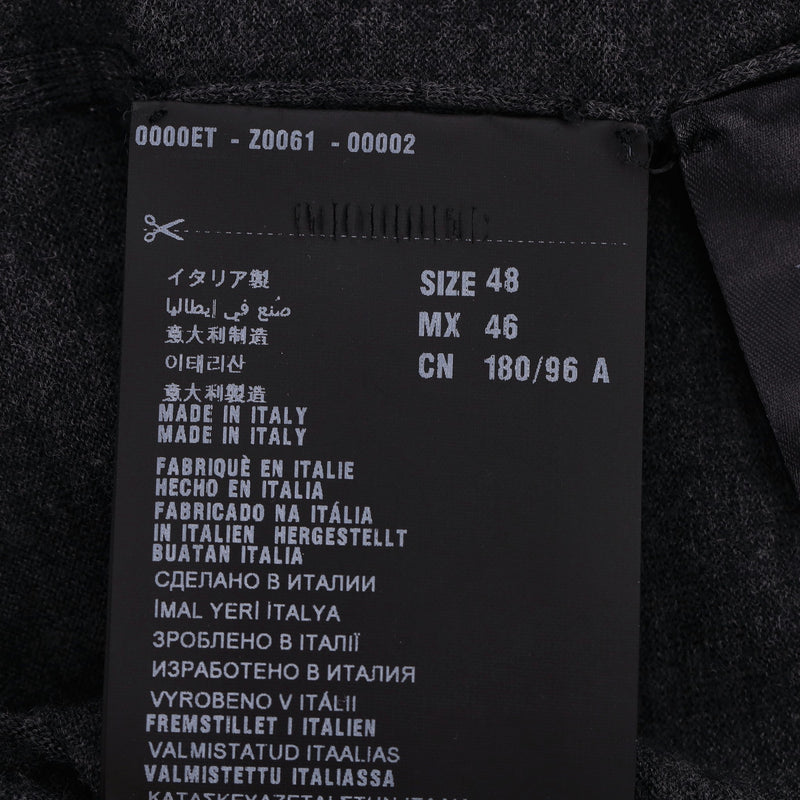 0000ET - Z0061 - 00002
イタリア製
صُنع في إيطاليا
意大利制造
이태리산
意大利製造
MADE IN ITALY
MADE IN ITALY
SIZE 48
MX 46
CN 180/96 A
FABRIQUÈ EN ITALIE
HECHO EN ITALIA
FABRICADO NA ITÁLIA
IN ITALIEN HERGESTELLT
BUATAN ITALIA
СДЕЛАНО В ИТАЛИИ
İMAL YERİ İTALYA
ЗРОБЛЕНО В ІТАЛІЇ
ИЗРАБОТЕНО В ИТАЛИЯ
VYROBENO V ITÁLII
FREMSTILLET I ITALIEN
VALMISTATUD ITAALIAS
VALMISTETTU ITALIASSA